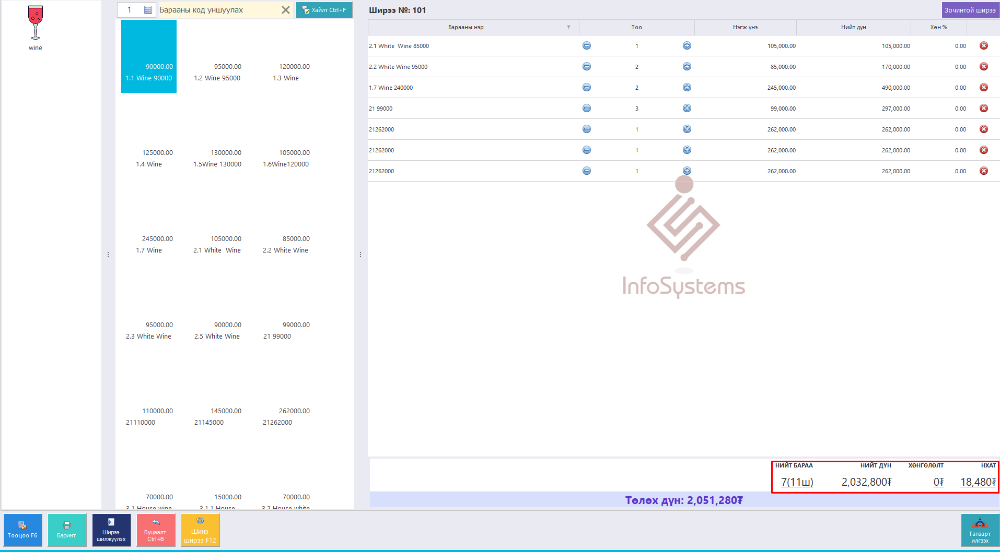 wine
1
Барааны код уншуулах
Хайлт Ctrl+F
90000.00
1.1 Wine 90000
95000.00
1.2 Wine 95000
120000.00
1.3 Wine
125000.00
1.4 Wine
130000.00
1.5Wine 130000
105000.00
1.6Wine120000
245000.00
1.7 Wine
105000.00
2.1 White  Wine
85000.00
2.2 White Wine
95000.00
2.3 White Wine
90000.00
2.5 White Wine
99000.00
21 99000
110000.00
21110000
145000.00
21145000
262000.00
21262000
70000.00
3.1 House wine
15000.00
3.1.1 House
70000.00
3.2 House white
Ширээ №: 101
Зочинтой ширээ
Барааны нэр Тоо Нэгж үнэ Нийт дүн Хөн %
2.1 White  Wine 85000 1 105,000.00 105,000.00 0.00
2.2 White Wine 95000 2 85,000.00 170,000.00 0.00
1.7 Wine 240000 2 245,000.00 490,000.00 0.00
21 99000 3 99,000.00 297,000.00 0.00
21262000 1 262,000.00 262,000.00 0.00
21262000 1 262,000.00 262,000.00 0.00
21262000 1 262,000.00 262,000.00 0.00
InfoSystems
НИЙТ БАРАА НИЙТ ДҮН ХӨНГӨЛӨЛТ НХАТ
7(11ш) 2,032,800₮ 0₮ 18,480₮
Төлөх дүн: 2,051,280₮
Тооцоо F6
Баримт
Ширээ
шилжүүлэх
Буцаалт
Ctrl+B
Шинэ
ширээ F12
Татварт
илгээх